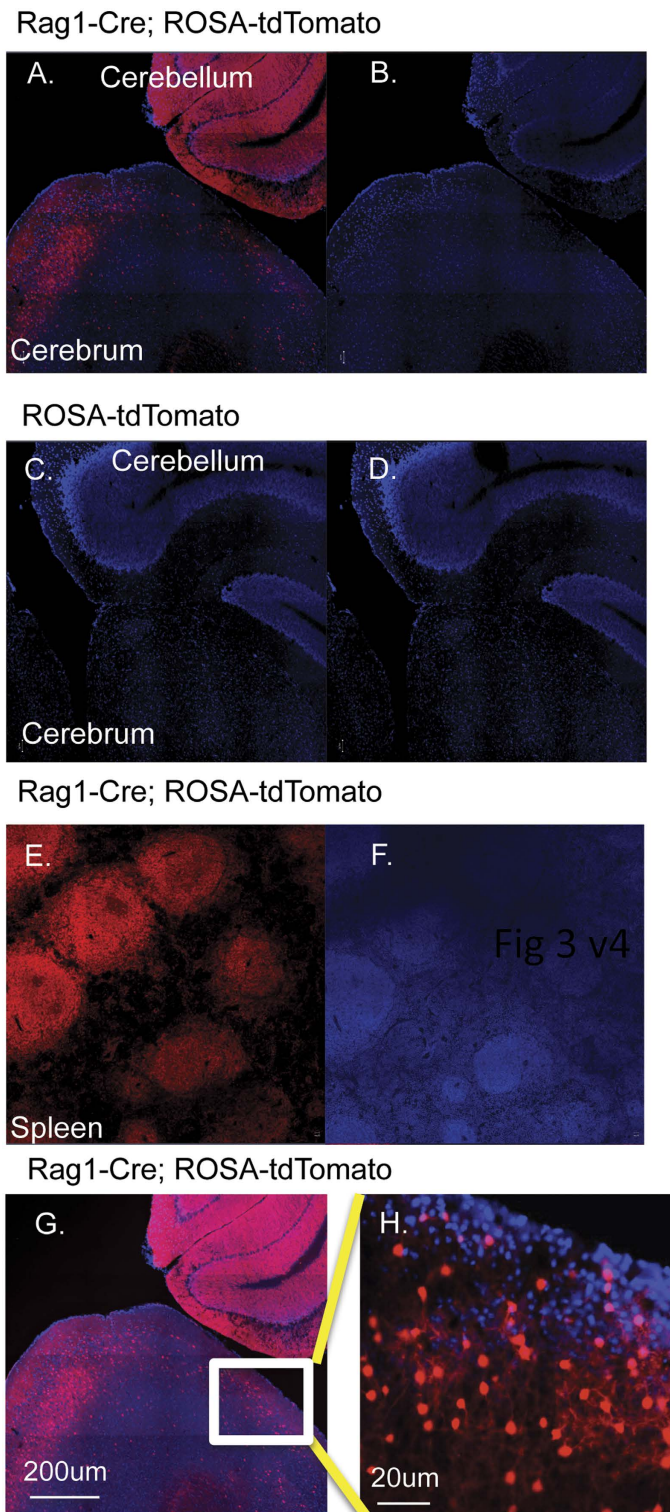 Rag1-Cre; ROSA-tdTomato
A.
Cerebellum
B.
Cerebrum
ROSA-tdTomato
C.
Cerebellum
D.
Cerebrum
Rag1-Cre; ROSA-tdTomato
E.
F.
Fig 3 v4
Spleen
Rag1-Cre; ROSA-tdTomato
G.
H.
200um
20um